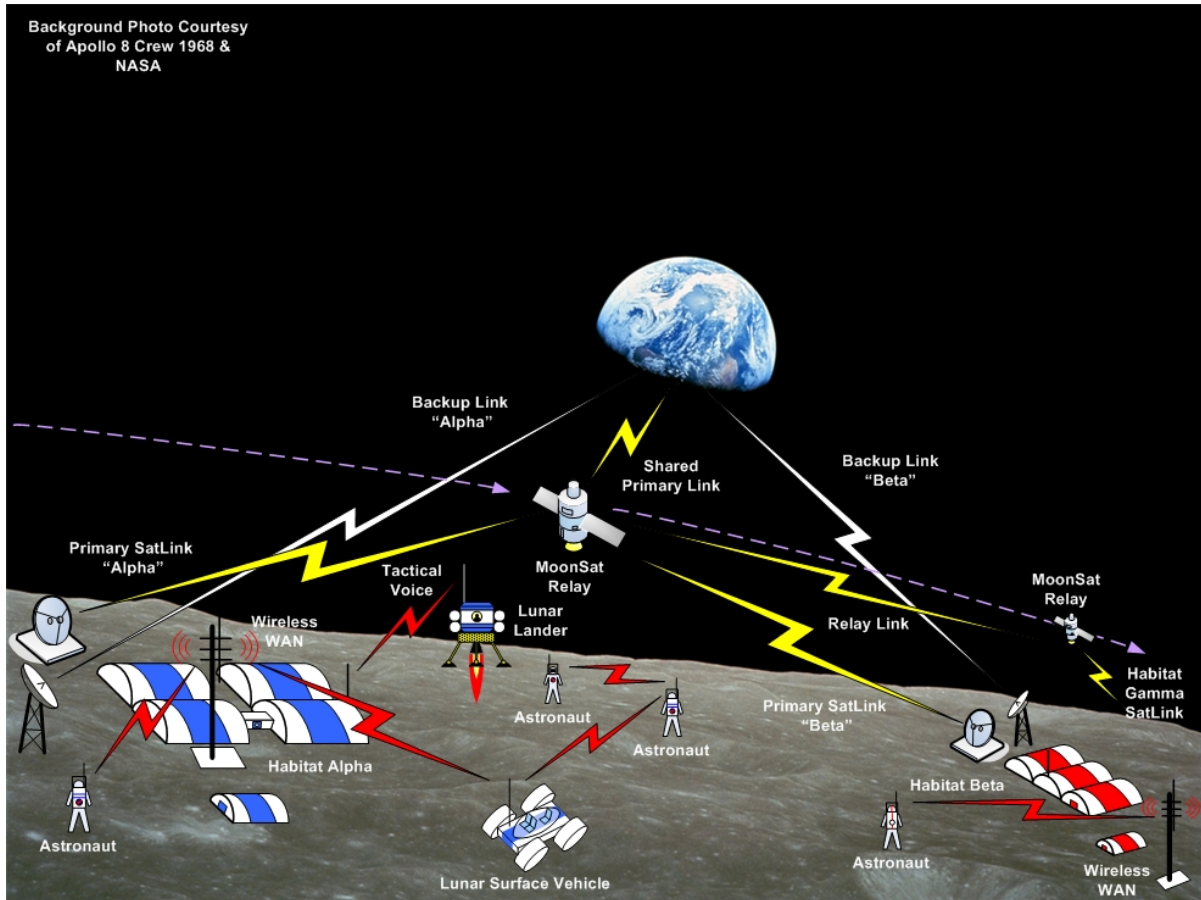 Background Photo Courtesy
of Apollo 8 Crew 1968 &
NASA
Backup Link
“Alpha”
Shared
Primary Link
Backup Link
“Beta”
Primary SatLink
“Alpha”
Tactical
Voice
MoonSat
Relay
MoonSat
Relay
Wireless
WAN
Lunar
Lander
Relay Link
Habitat
Gamma
SatLink
Astronaut
Primary SatLink
“Beta”
Astronaut
Habitat Alpha
Habitat Beta
Astronaut
Astronaut
Lunar Surface Vehicle
Wireless
WAN